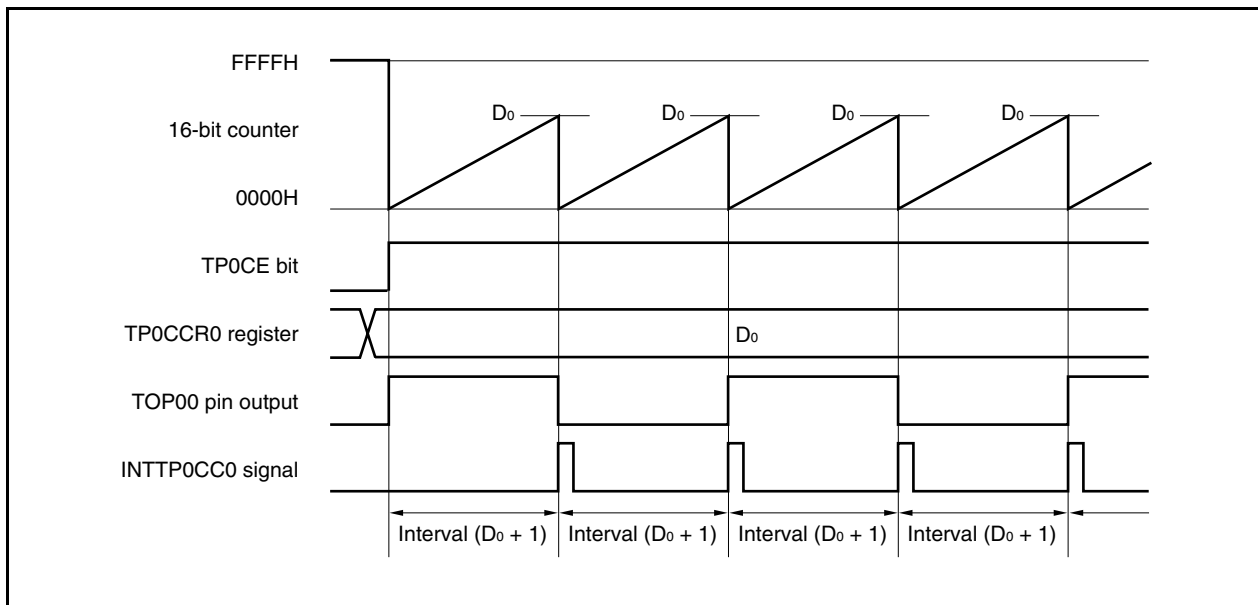 FFFFH
D0 D0 D0 D0
16-bit counter
0000H
TP0CE bit
TP0CCR0 register
D0
TOP00 pin output
INTTP0CC0 signal
Interval (D0 + 1) Interval (D0 + 1) Interval (D0 + 1) Interval (D0 + 1)